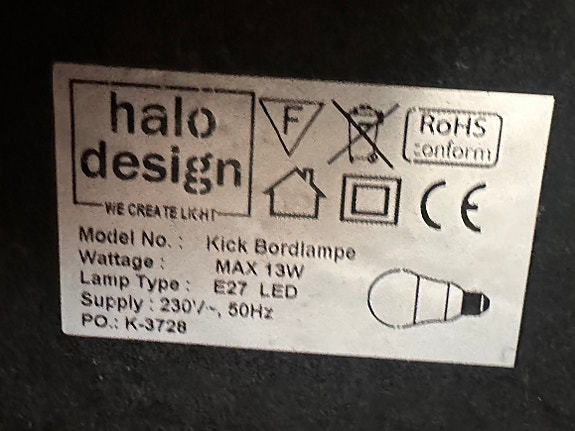 halo
design
WE CREATE LIGHT
F
RoHS
conform
CE
Model No. : Kick Bordlampe
Wattage : MAX 13W
Lamp Type : E27 LED
Supply : 230V~, 50Hz
PO.: K-3728